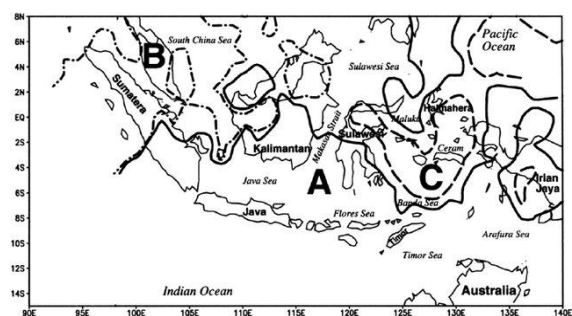 8N
6N
4N
2N
EQ
2S
4S
6S
8S
10S
12S
14S
South China Sea
Pacific
Ocean
B
Sulawesi Sea
Sumatera
Halmahera
Maluku
Makasar Strait
Sulawesi
Kalimantan
Ceram
Java Sea
A
C
Irian
Jaya
Banda Sea
Java
Flores Sea
Timor
Arafura Sea
Timor Sea
Indian Ocean
Australia
90E 95E 100E 105E 110E 115E 120E 125E 130E 135E 140E